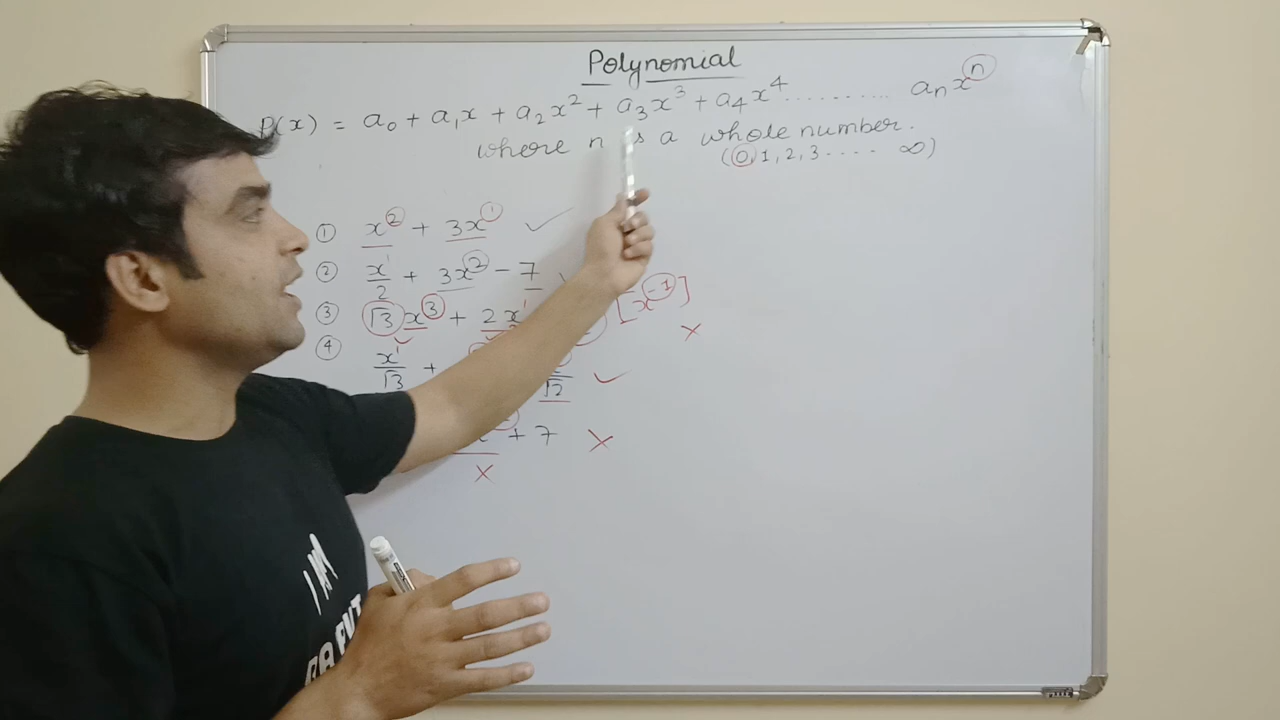 Polynomial
P(x) = a₀ + a₁x + a₂x² + a₃x³ + a₄x⁴ .......... aₙxⁿ
where n is a whole number.
(0, 1, 2, 3 .... ∞)
① x² + 3x¹ ✓
② x¹/2 + 3x² - 7
③ √3 x³ + 2x¹ [x⁻¹] ×
④ x¹/√3 + /√2 ✓
+ 7 ×
×
I'M